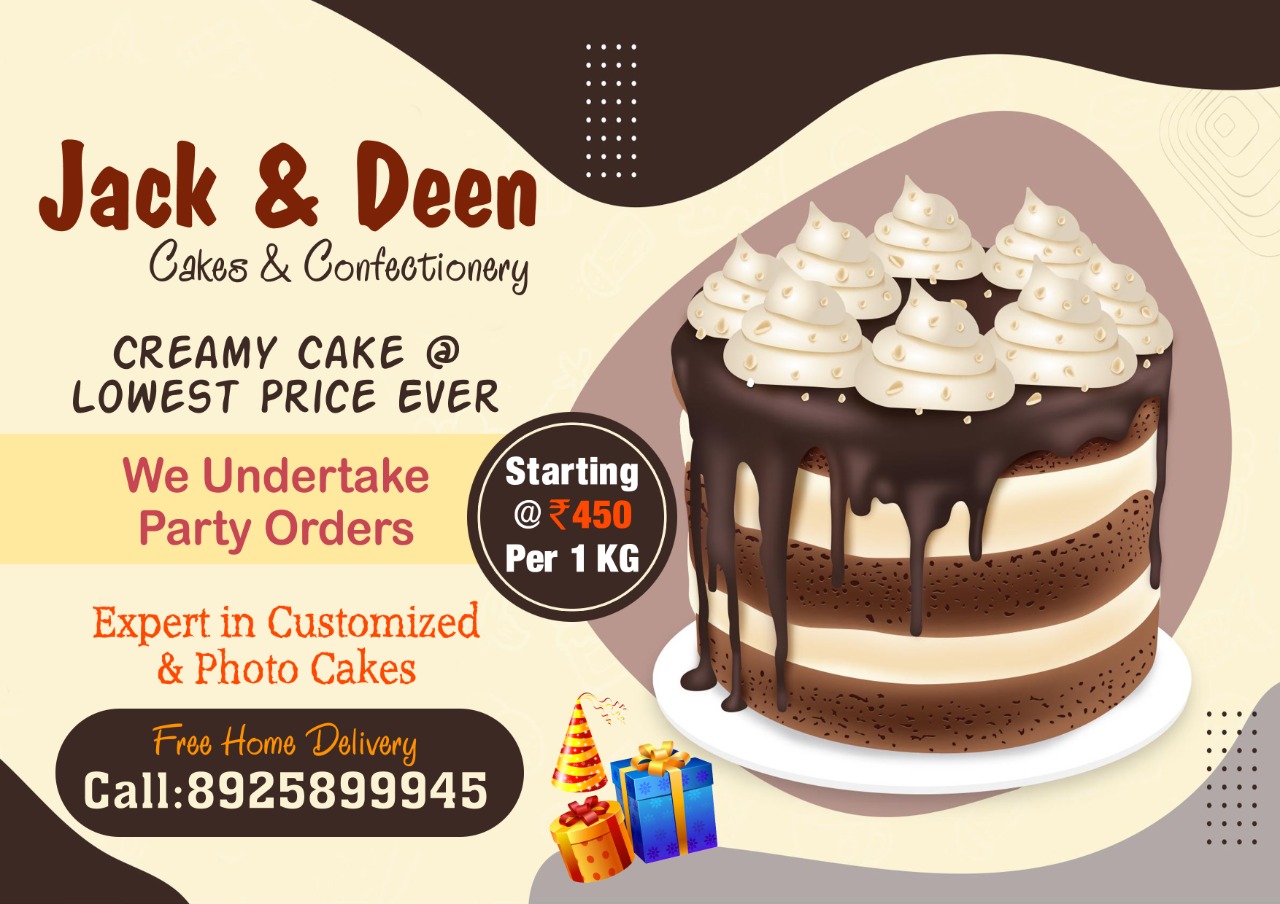 Jack & Deen
Cakes & Confectionery
CREAMY CAKE @
LOWEST PRICE EVER
We Undertake
Party Orders
Starting
@ ₹450
Per 1 KG
Expert in Customized
& Photo Cakes
Free Home Delivery
Call:8925899945